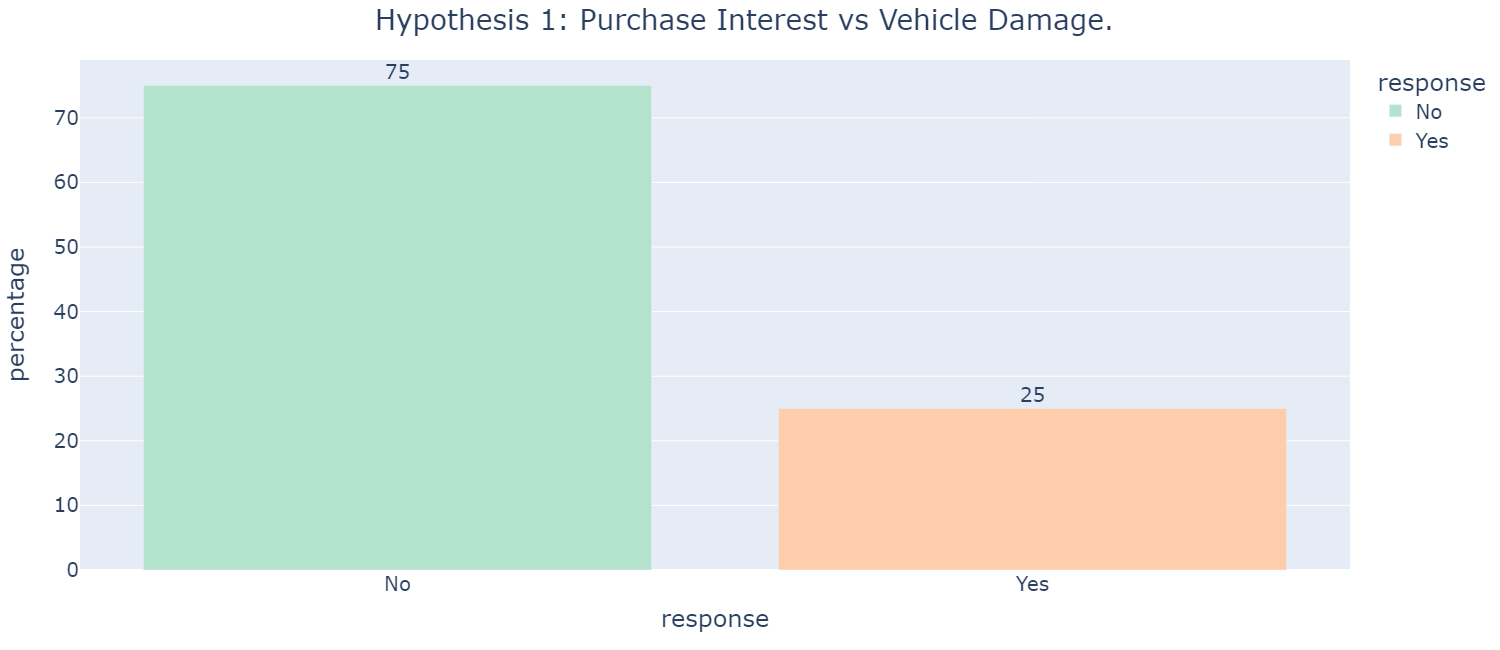 Hypothesis 1: Purchase Interest vs Vehicle Damage.
75
25
70
60
50
40
30
20
10
0
percentage
No
Yes
response
response
No
Yes